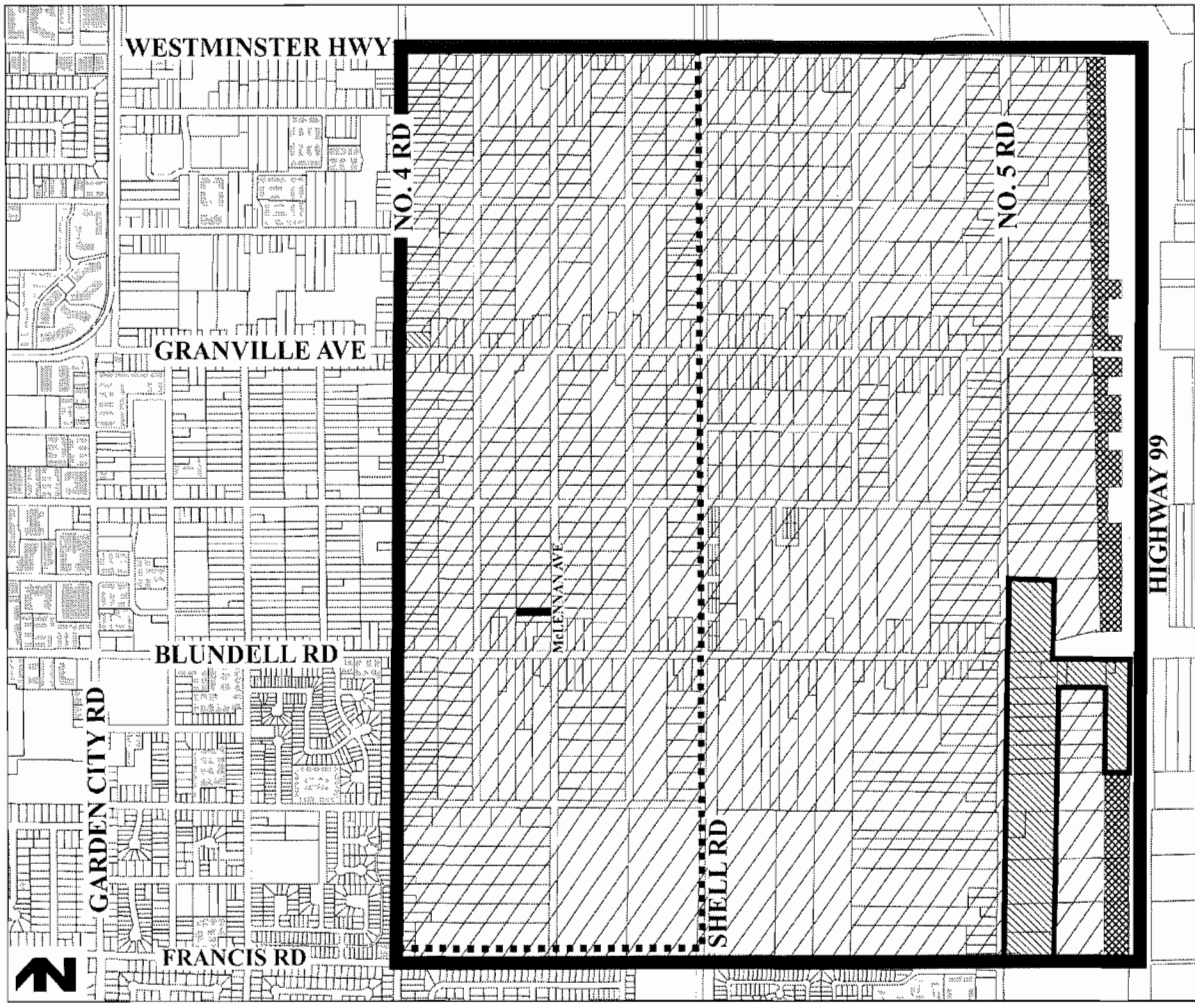 WESTMINSTER HWY
NO. 4 RD
NO. 5 RD
GRANVILLE AVE
HIGHWAY 99
McLENNAN AVE
BLUNDELL RD
GARDEN CITY RD
SHELL RD
FRANCIS RD
N